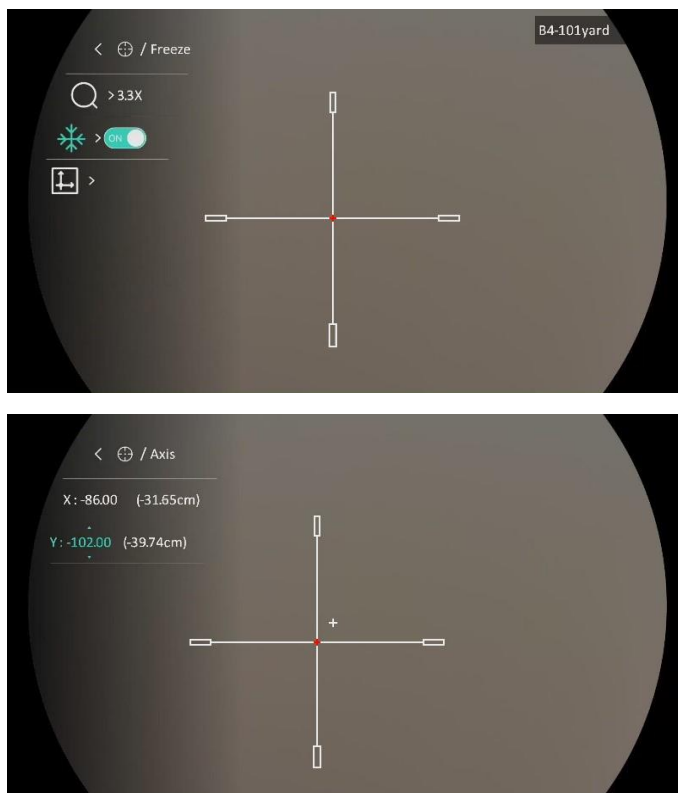 B4-101yard
< / Freeze
> 3.3X
> ON
>
< / Axis
X : -86.00 (-31.65cm)
Y : -102.00 (-39.74cm)